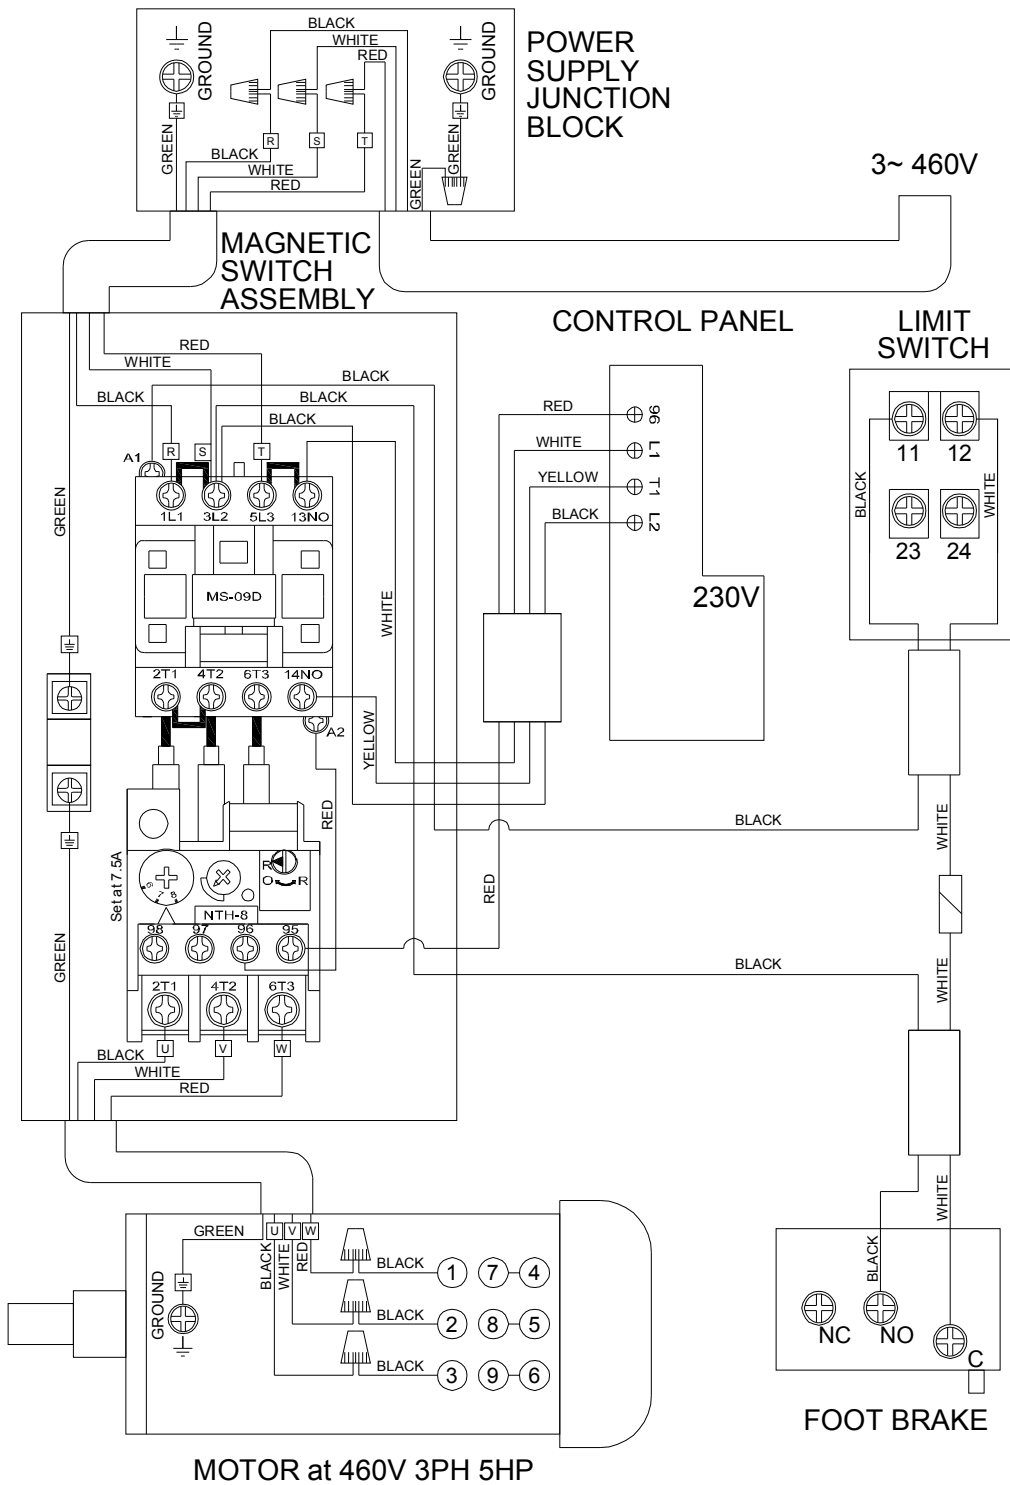 BLACK
WHITE
RED
GROUND
GROUND
POWER
SUPPLY
JUNCTION
BLOCK
R
S
T
GREEN
BLACK
WHITE
RED
GREEN
GREEN
3~ 460V
MAGNETIC
SWITCH
ASSEMBLY
CONTROL PANEL
LIMIT
SWITCH
RED
WHITE
BLACK
BLACK
BLACK
BLACK
RED
96
WHITE
L1
YELLOW
T1
BLACK
L2
R
S
T
A1
1L1
3L2
5L3
13NO
GREEN
MS-09D
230V
11
12
BLACK
WHITE
23
24
WHITE
2T1
4T2
6T3
14NO
A2
YELLOW
RED
BLACK
WHITE
Set at 7.5A
6
7
8
R
O
R
NTH-8
98
97
96
95
RED
GREEN
BLACK
WHITE
2T1
4T2
6T3
U
V
W
BLACK
WHITE
RED
GREEN
U
V
W
BLACK
WHITE
RED
GROUND
BLACK
1
7
4
BLACK
2
8
5
BLACK
3
9
6
WHITE
BLACK
NC
NO
C
FOOT BRAKE
MOTOR at 460V 3PH 5HP